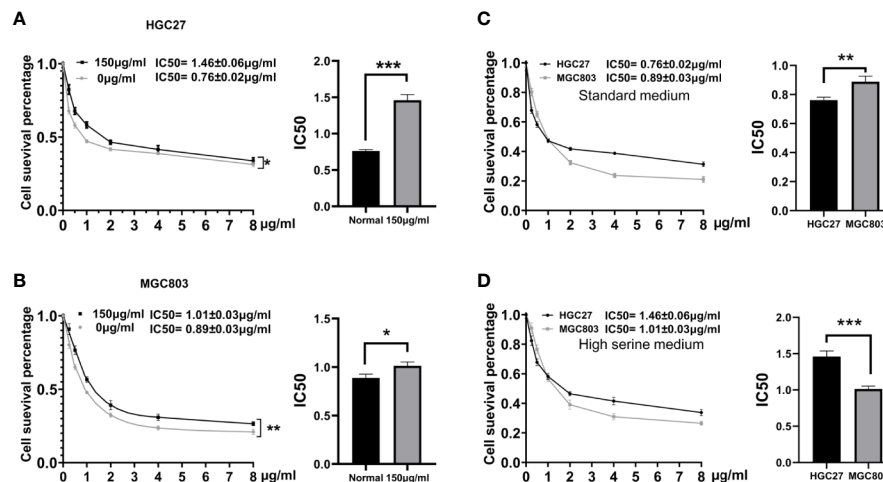 A
HGC27
150μg/ml IC50= 1.46±0.06μg/ml
0μg/ml IC50= 0.76±0.02μg/ml
Cell suvival percentage
1.0
0.5
0.0
0 1 2 4 6 8 μg/ml
*
IC50
2.0
1.5
1.0
0.5
0.0
***
Normal 150μg/ml
B
MGC803
150μg/ml IC50= 1.01±0.03μg/ml
0μg/ml IC50= 0.89±0.03μg/ml
Cell suvival percentage
1.00
0.75
0.50
0.25
0.00
0 1 2 3 4 5 6 7 8 μg/ml
**
IC50
1.5
1.0
0.5
0.0
*
Normal 150μg/ml
C
HGC27 IC50= 0.76±0.02μg/ml
MGC803 IC50= 0.89±0.03μg/ml
Standard medium
Cell suvival percentage
1.0
0.8
0.6
0.4
0.2
0.0
0 1 2 3 4 5 6 7 8 μg/ml
IC50
1.0
0.8
0.6
0.4
0.2
0.0
**
HGC27 MGC803
D
HGC27 IC50= 1.46±0.06μg/ml
MGC803 IC50= 1.01±0.03μg/ml
High serine medium
Cell suvival percentage
1.0
0.8
0.6
0.4
0.2
0.0
0 1 2 3 4 5 6 7 8 μg/ml
IC50
2.0
1.5
1.0
0.5
0.0
***
HGC27 MGC80